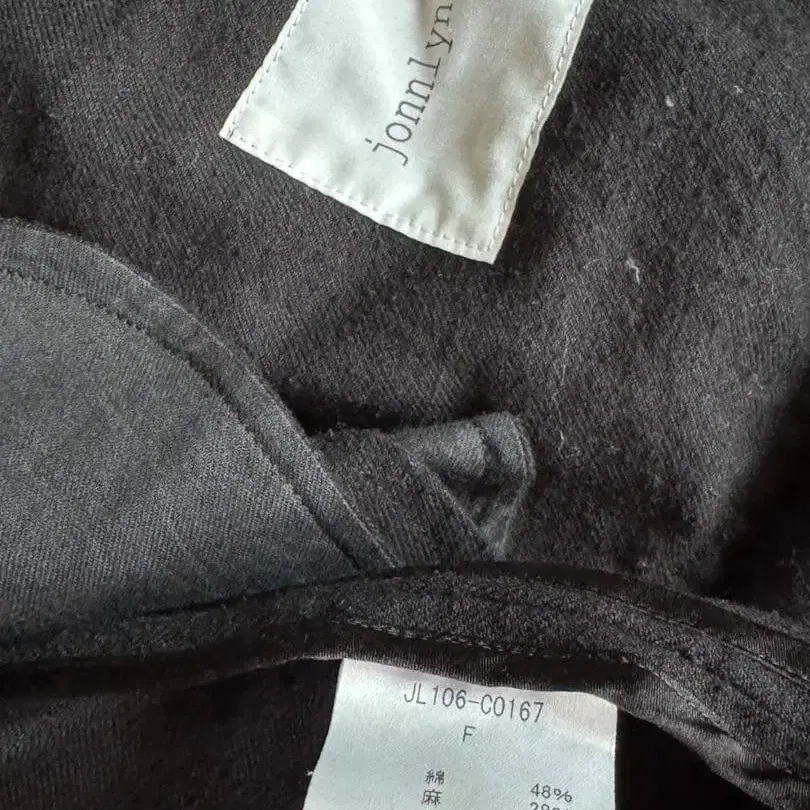 jonnlyn
JL106-C0167
F
綿 48%
麻